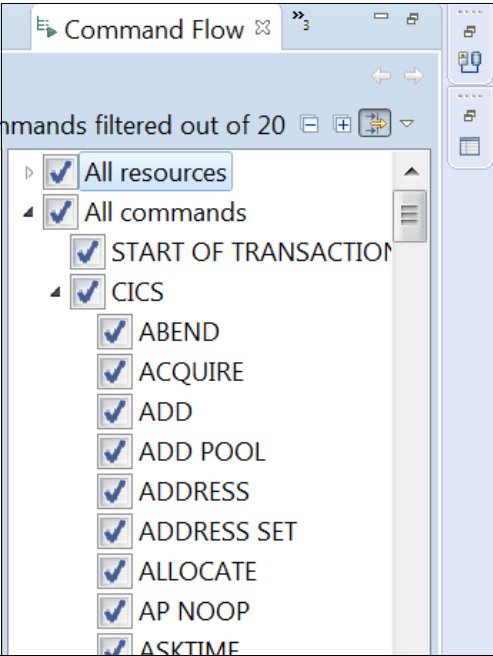 Command Flow
»3
mmands filtered out of 20
All resources
All commands
START OF TRANSACTION
CICS
ABEND
ACQUIRE
ADD
ADD POOL
ADDRESS
ADDRESS SET
ALLOCATE
AP NOOP
ASKTIME